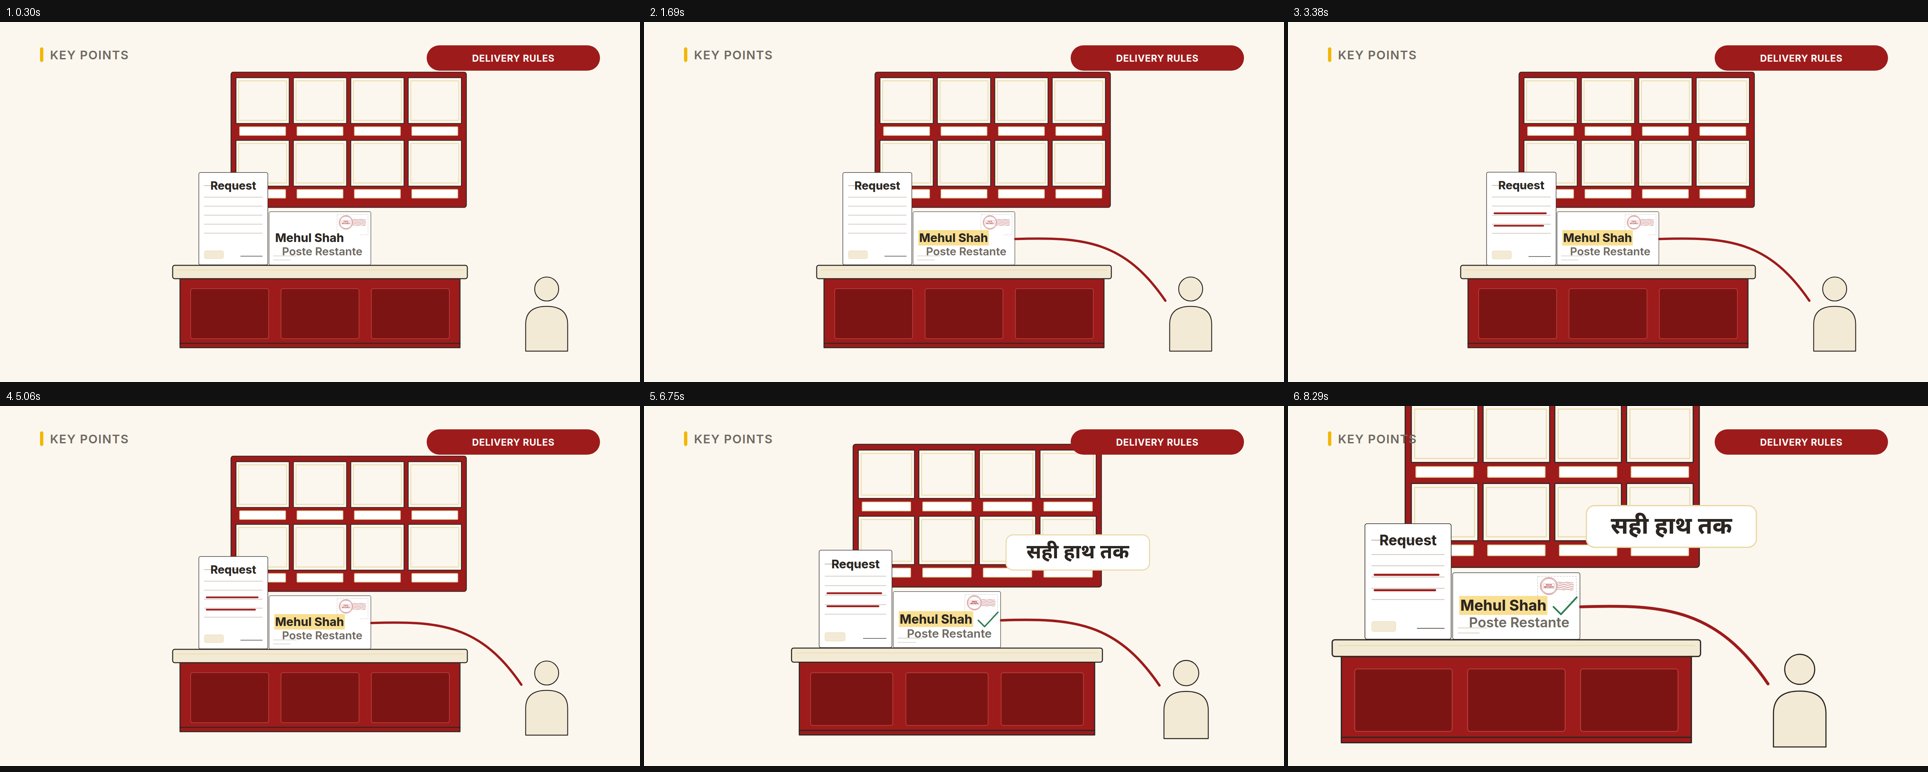 1. 0.30s
KEY POINTS
DELIVERY RULES
Request
Mehul Shah
Poste Restante
2. 1.69s
KEY POINTS
DELIVERY RULES
Request
Mehul Shah
Poste Restante
3. 3.38s
KEY POINTS
DELIVERY RULES
Request
Mehul Shah
Poste Restante
4. 5.06s
KEY POINTS
DELIVERY RULES
Request
Mehul Shah
Poste Restante
5. 6.75s
KEY POINTS
DELIVERY RULES
सही हाथ तक
Request
Mehul Shah
Poste Restante
6. 8.29s
KEY POINTS
DELIVERY RULES
सही हाथ तक
Request
Mehul Shah
Poste Restante